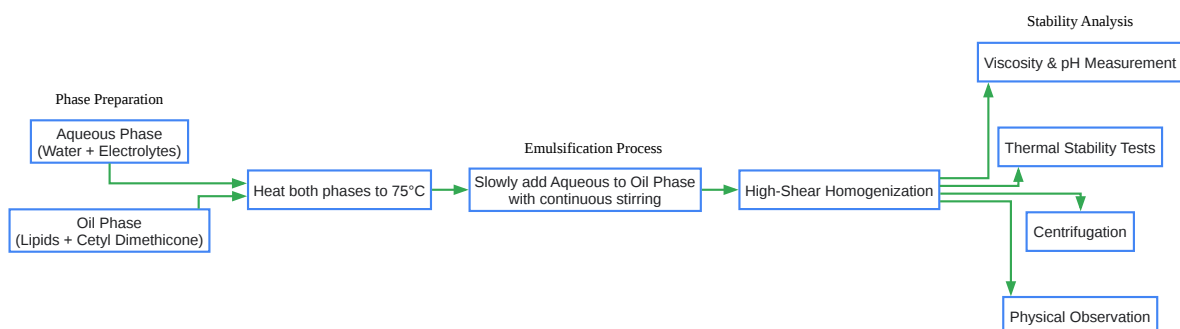 Phase Preparation
Aqueous Phase
(Water + Electrolytes)
Oil Phase
(Lipids + Cetyl Dimethicone)
Heat both phases to 75°C
Emulsification Process
Slowly add Aqueous to Oil Phase
with continuous stirring
High-Shear Homogenization
Stability Analysis
Viscosity & pH Measurement
Thermal Stability Tests
Centrifugation
Physical Observation